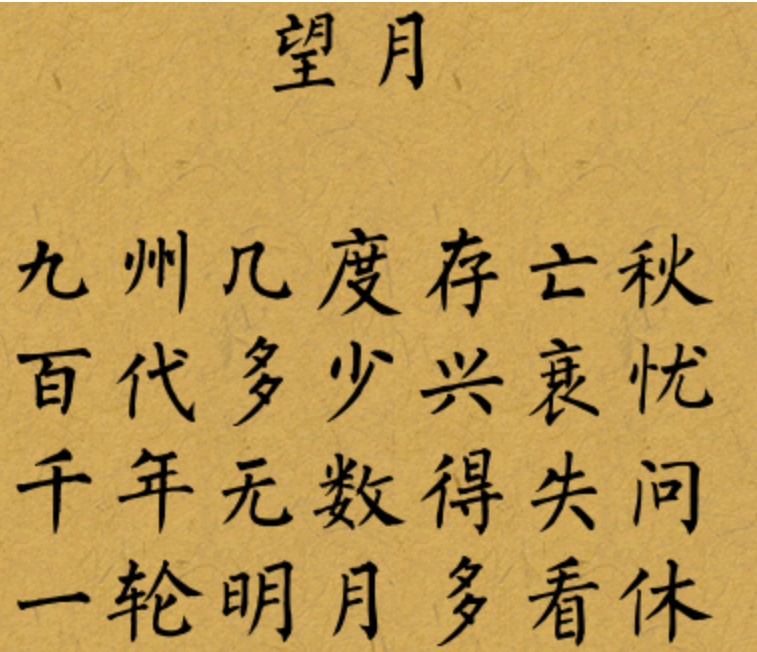 望月
九州几度存亡秋
百代多少兴衰忧
千年无数得失问
一轮明月多看休